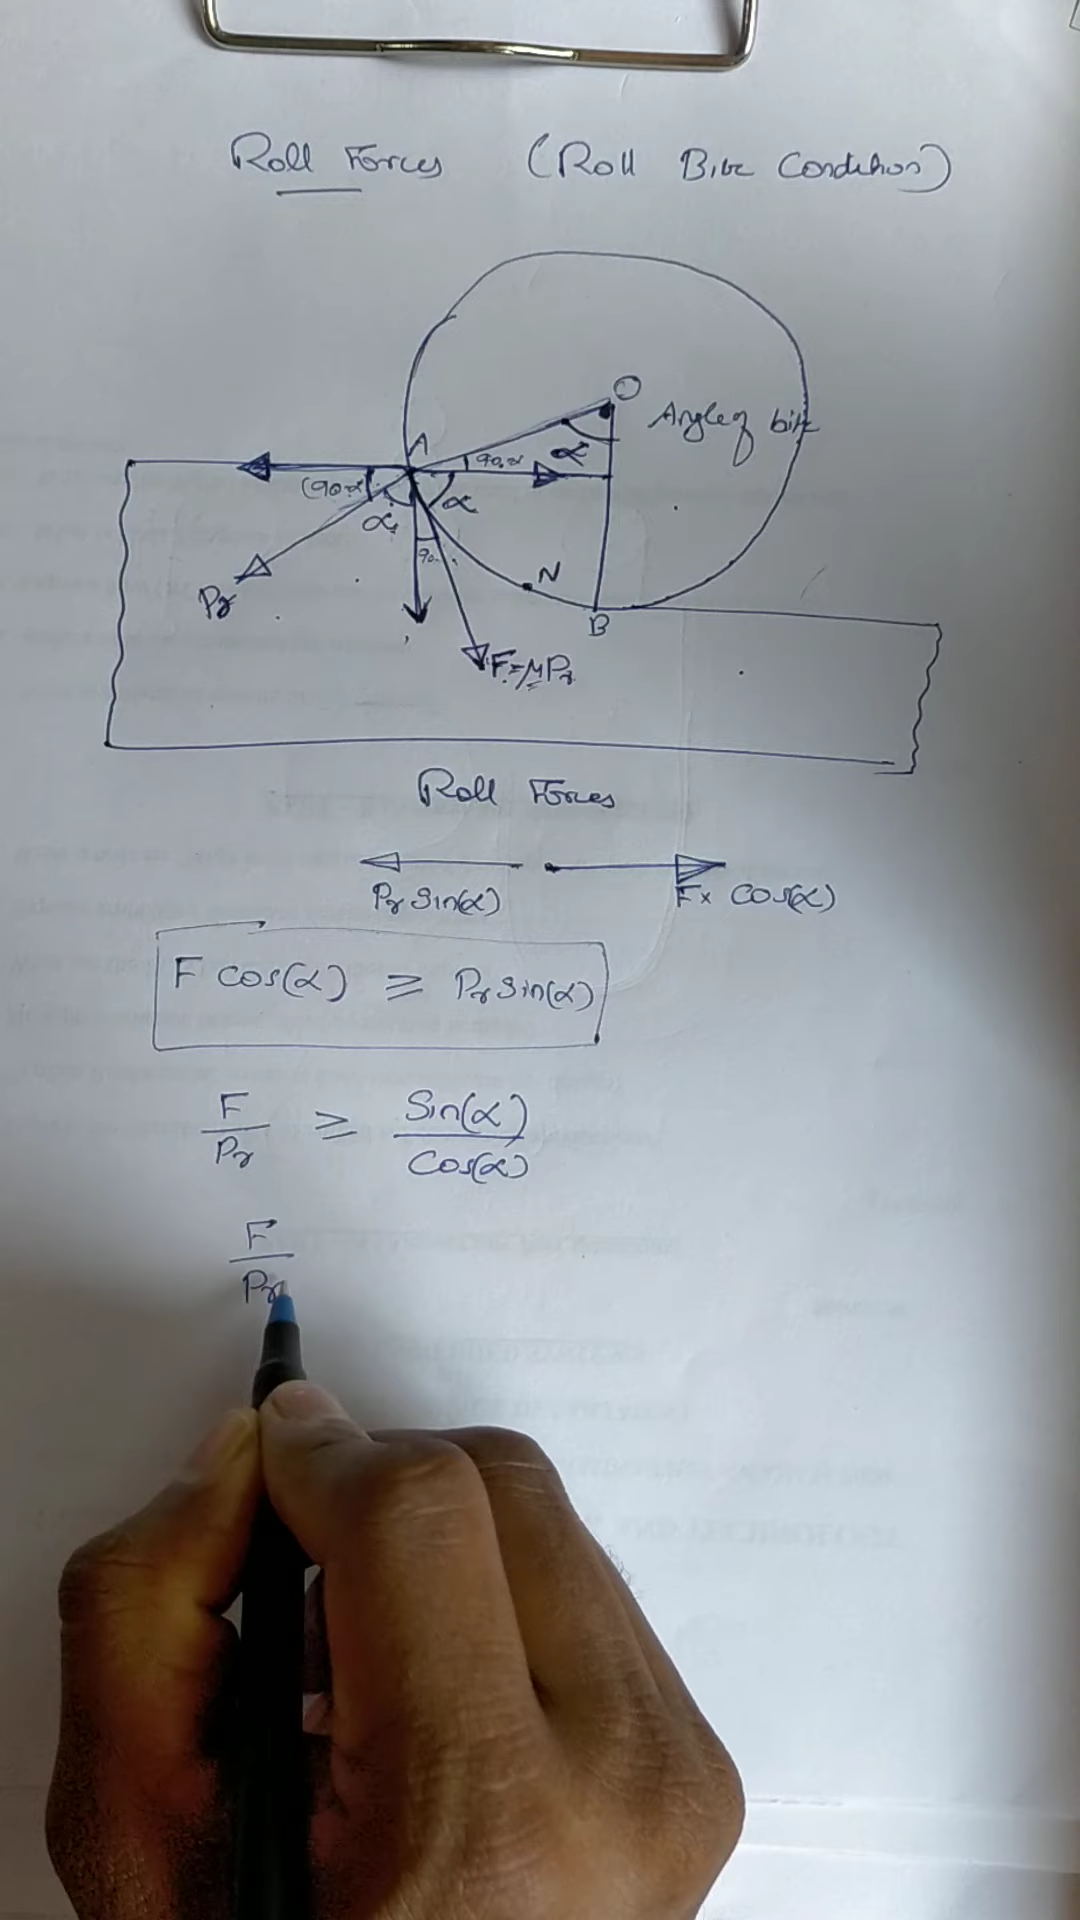 Roll Forces (Roll Bite Condition)
O
Angle of bite
A
α
90-α
(90-α
α
α
90-
Pr
N
B
F=μPr
Roll Forces
Pr Sin(α) F× Cos(α)
F cos(α) ≥ Pr Sin(α)
F/Pr ≥ Sin(α)/Cos(α)
F/Pr